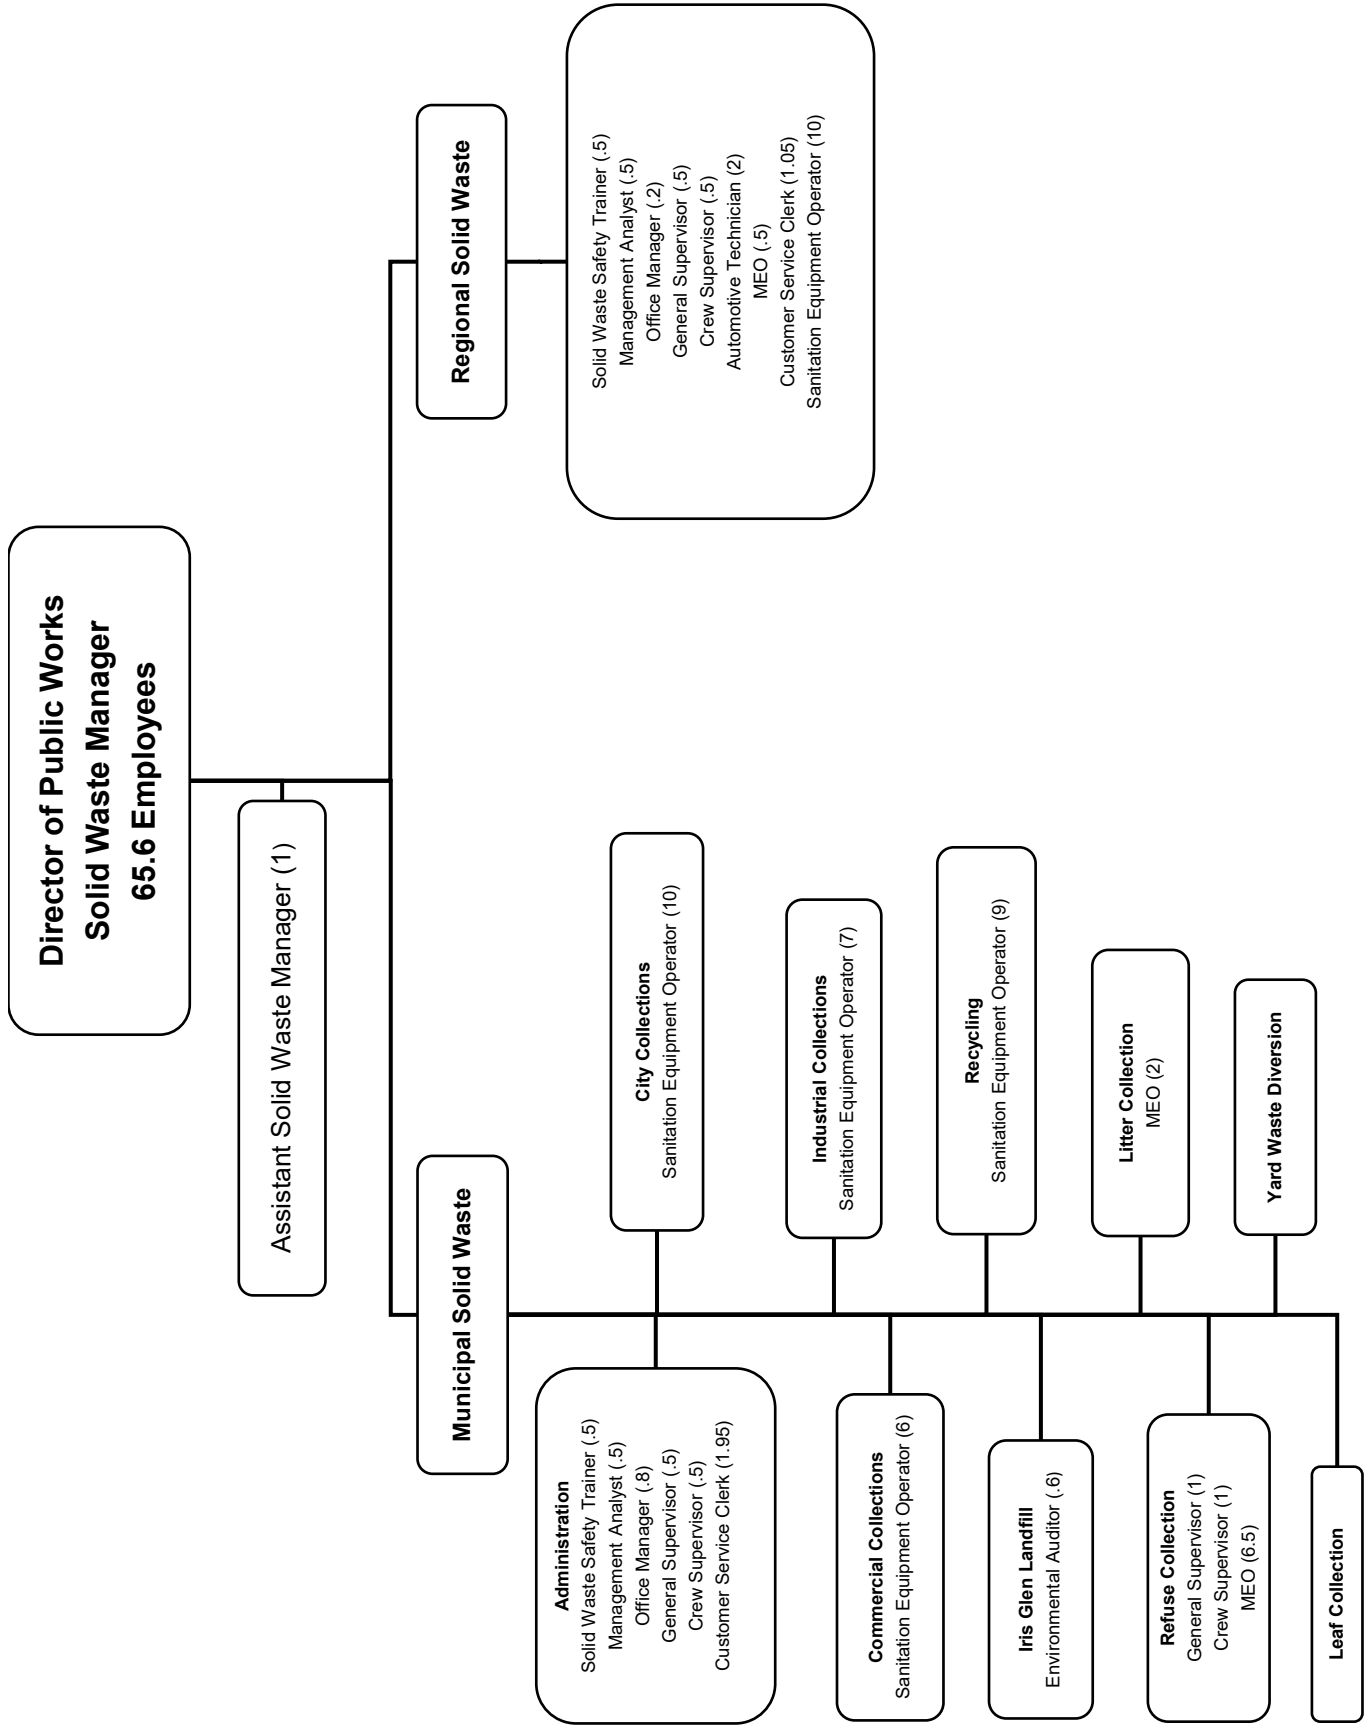 Director of Public Works
Solid Waste Manager
65.6 Employees
Assistant Solid Waste Manager (1)
Municipal Solid Waste
Regional Solid Waste
Administration
Solid Waste Safety Trainer (.5)
Management Analyst (.5)
Office Manager (.8)
General Supervisor (.5)
Crew Supervisor (.5)
Customer Service Clerk (1.95)
City Collections
Sanitation Equipment Operator (10)
Solid Waste Safety Trainer (.5)
Management Analyst (.5)
Office Manager (.2)
General Supervisor (.5)
Crew Supervisor (.5)
Automotive Technician (2)
MEO (.5)
Customer Service Clerk (1.05)
Sanitation Equipment Operator (10)
Commercial Collections
Sanitation Equipment Operator (6)
Industrial Collections
Sanitation Equipment Operator (7)
Iris Glen Landfill
Environmental Auditor (.6)
Recycling
Sanitation Equipment Operator (9)
Refuse Collection
General Supervisor (1)
Crew Supervisor (1)
MEO (6.5)
Litter Collection
MEO (2)
Leaf Collection
Yard Waste Diversion